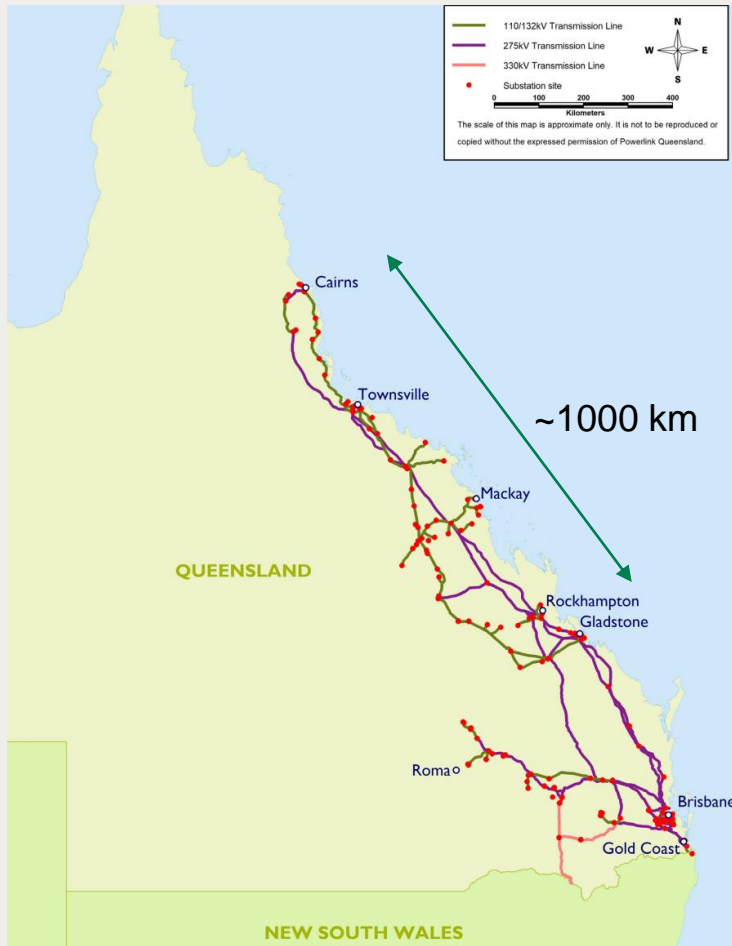 110/132kV Transmission Line
275kV Transmission Line
330kV Transmission Line
Substation site
N
W E
S
0 100 200 300 400
Kilometers
The scale of this map is approximate only. It is not to be reproduced or
copied without the expressed permission of Powerlink Queensland.
Cairns
Townsville
~1000 km
Mackay
QUEENSLAND
Rockhampton
Gladstone
Roma
Brisbane
Gold Coast
NEW SOUTH WALES